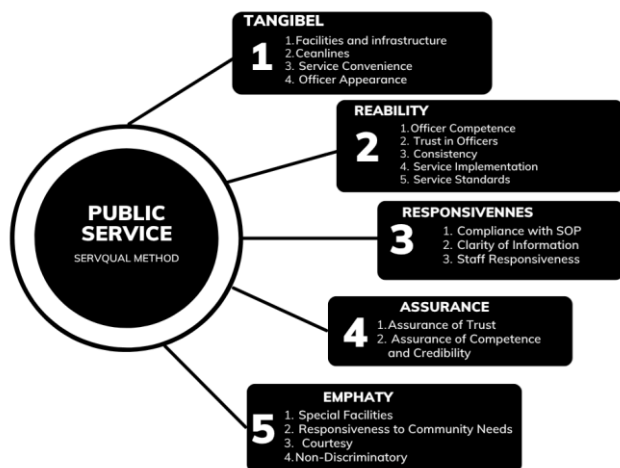 PUBLIC
SERVICE
SERVQUAL METHOD
TANGIBEL
1
1.Facilities and infrastructure
2.Ceanlines
3. Service Convenience
4. Officer Appearance
REABILITY
2
1.Officer Competence
2. Trust in Officers
3. Consistency
4. Service Implementation
5. Service Standards
RESPONSIVENNES
3
1. Compliance with SOP
2. Clarity of Information
3. Staff Responsiveness
ASSURANCE
4
1.Assurance of Trust
2. Assurance of Competence
and Credibility
EMPHATY
5
1. Special Facilities
2. Responsiveness to Community Needs
3. Courtesy
4.Non-Discriminatory